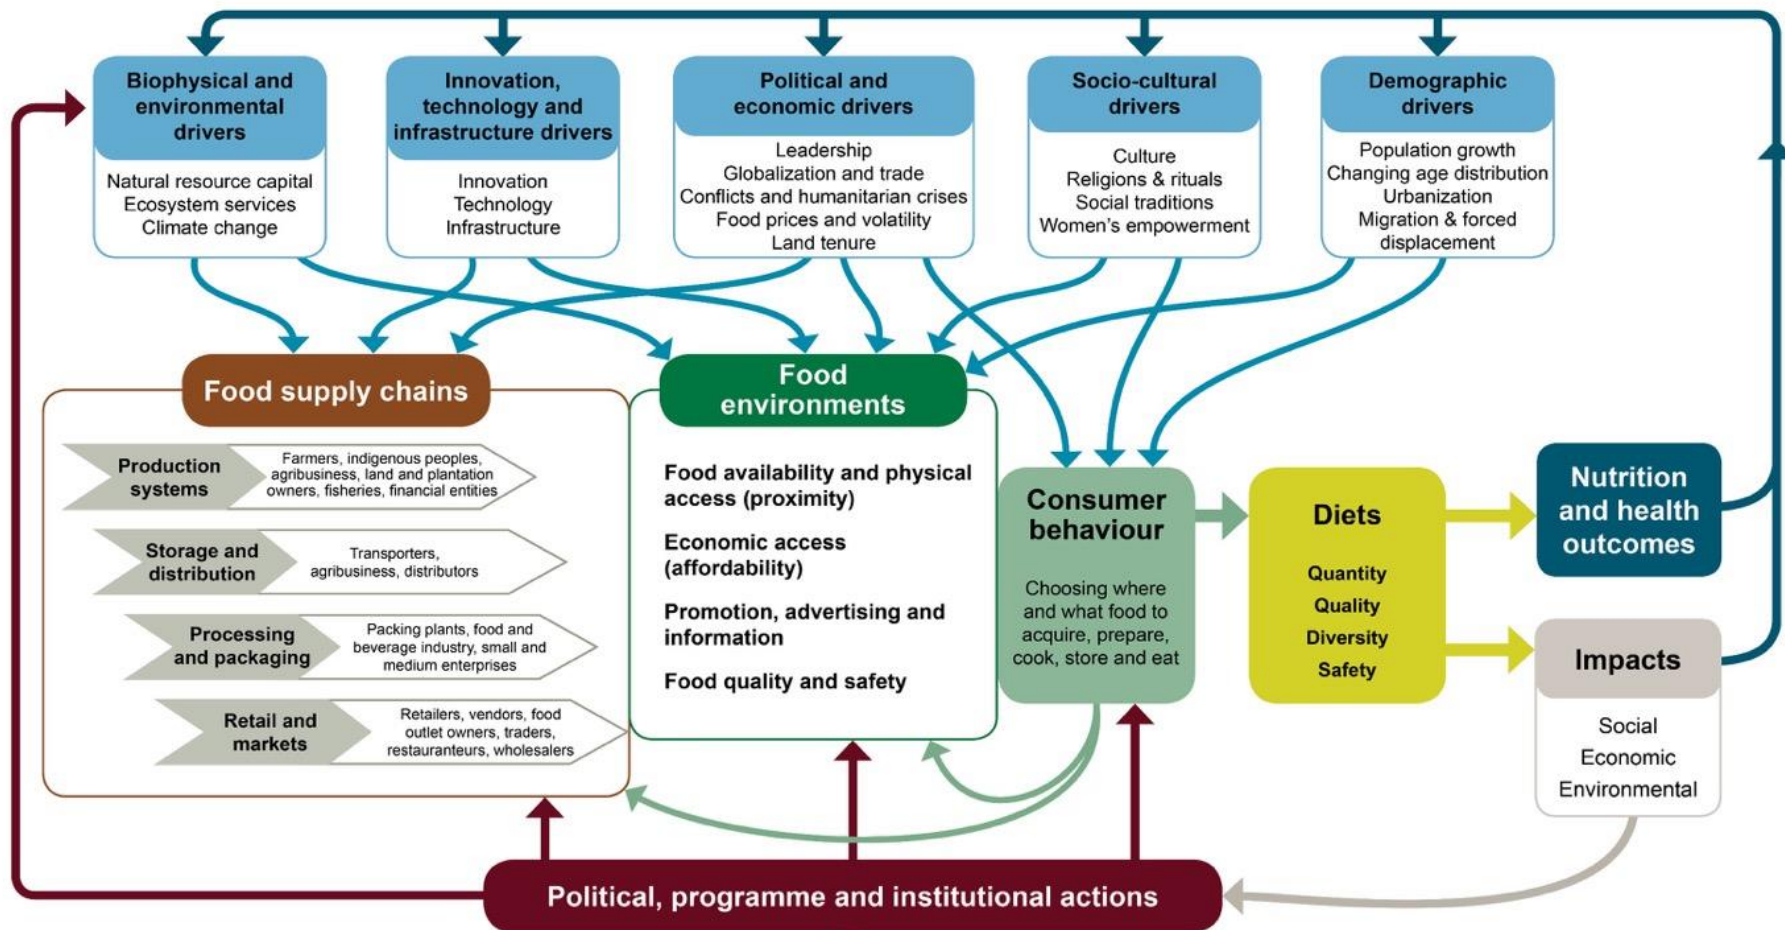 Biophysical and
environmental
drivers
Natural resource capital
Ecosystem services
Climate change
Innovation,
technology and
infrastructure drivers
Innovation
Technology
Infrastructure
Political and
economic drivers
Leadership
Globalization and trade
Conflicts and humanitarian crises
Food prices and volatility
Land tenure
Socio-cultural
drivers
Culture
Religions & rituals
Social traditions
Women's empowerment
Demographic
drivers
Population growth
Changing age distribution
Urbanization
Migration & forced
displacement
Food supply chains
Production
systems
Farmers, indigenous peoples,
agribusiness, land and plantation
owners, fisheries, financial entities
Storage and
distribution
Transporters,
agribusiness, distributors
Processing
and packaging
Packing plants, food and
beverage industry, small and
medium enterprises
Retail and
markets
Retailers, vendors, food
outlet owners, traders,
restauranteurs, wholesalers
Food
environments
Food availability and physical
access (proximity)
Economic access
(affordability)
Promotion, advertising and
information
Food quality and safety
Consumer
behaviour
Choosing where
and what food to
acquire, prepare,
cook, store and eat
Diets
Quantity
Quality
Diversity
Safety
Nutrition
and health
outcomes
Impacts
Social
Economic
Environmental
Political, programme and institutional actions